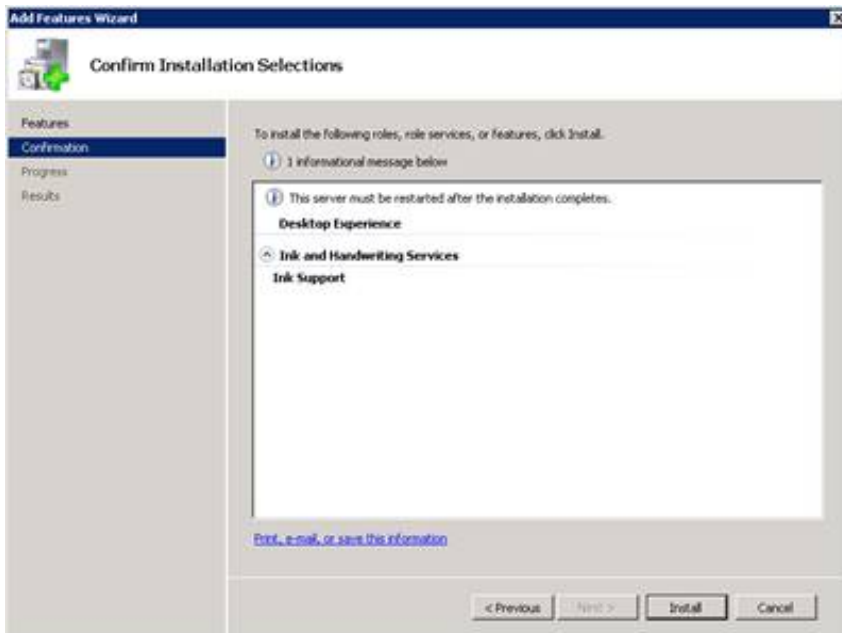 Add Features Wizard
Confirm Installation Selections
Features
Confirmation
Progress
Results
To install the following roles, role services, or features, click Install.
1 informational message below
This server must be restarted after the installation completes.
Desktop Experience
Ink and Handwriting Services
Ink Support
Print, e-mail, or save this information
< Previous
Next >
Install
Cancel